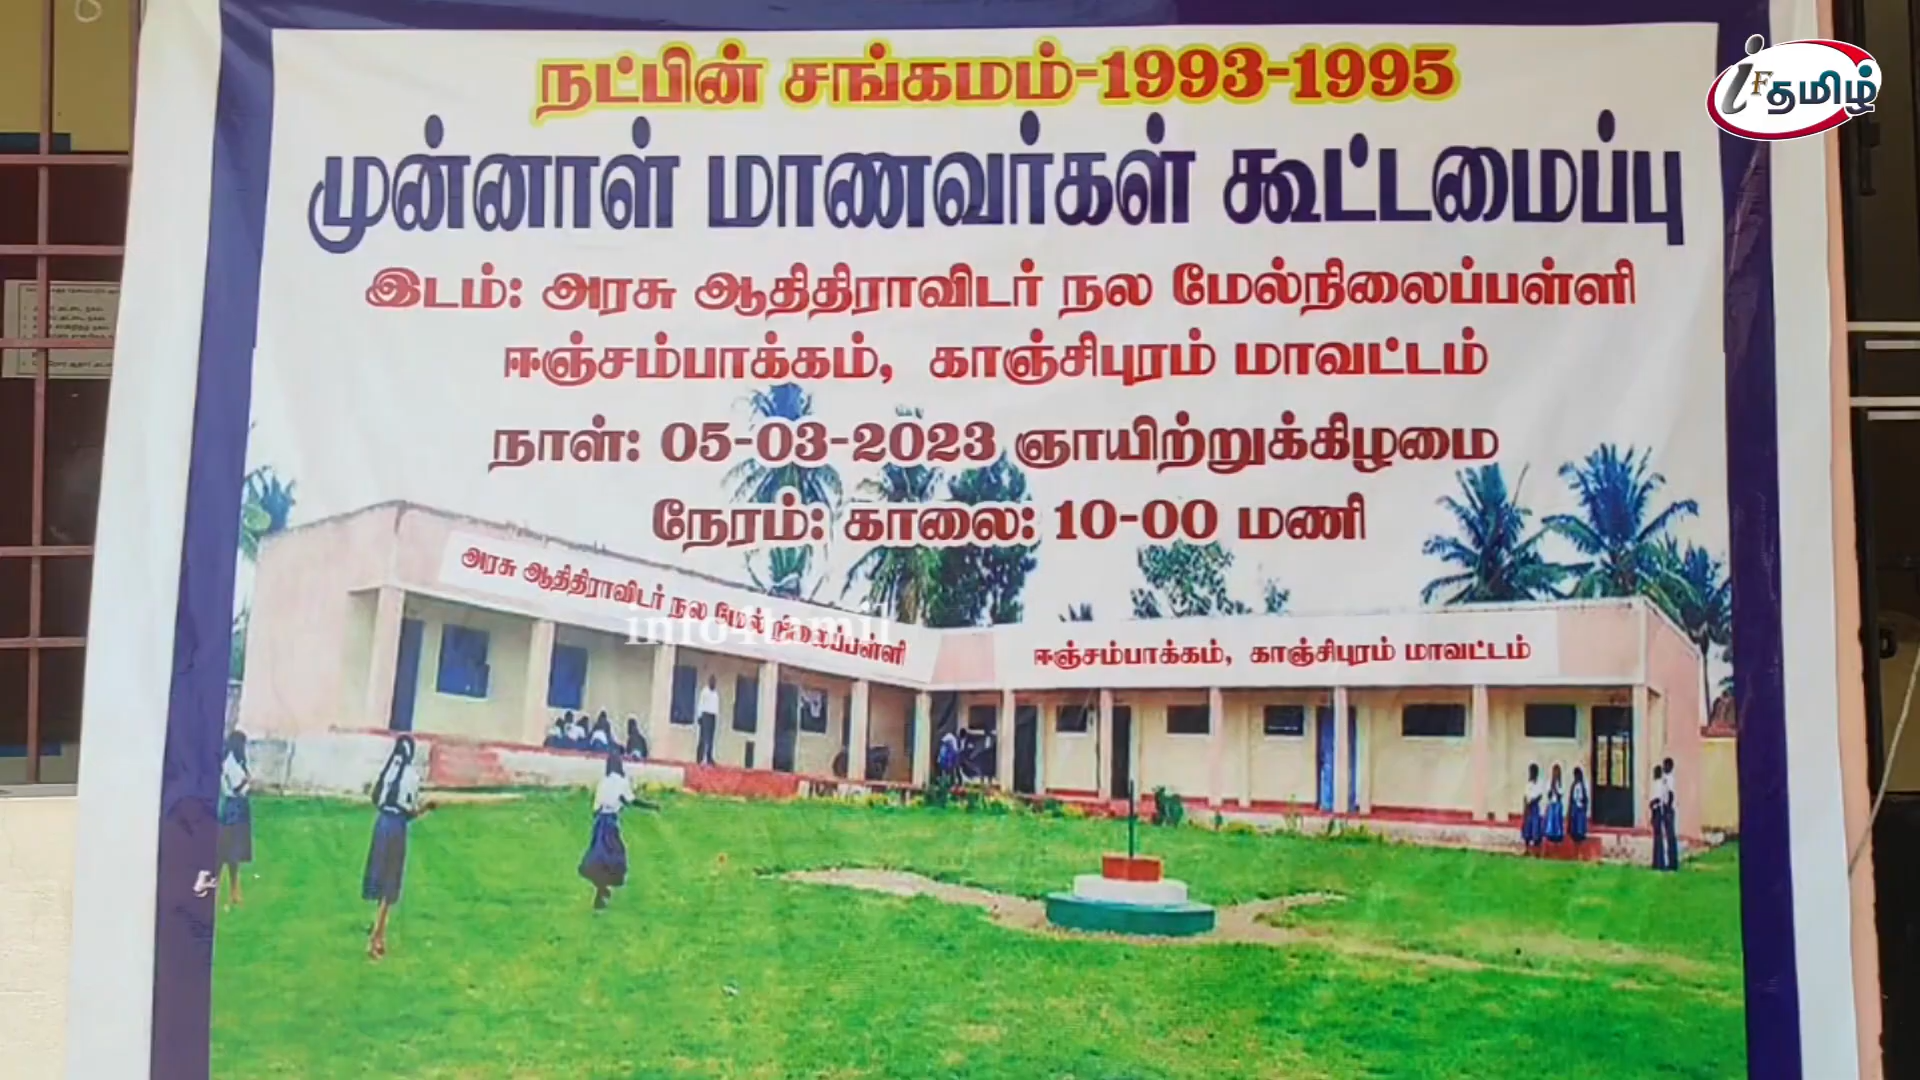 நட்பின் சங்கமம்-1993-1995
iF தமிழ்
முன்னாள் மாணவர்கள் கூட்டமைப்பு
இடம்: அரசு ஆதிதிராவிடர் நல மேல்நிலைப்பள்ளி
ஈஞ்சம்பாக்கம், காஞ்சிபுரம் மாவட்டம்
நாள்: 05-03-2023 ஞாயிற்றுக்கிழமை
நேரம்: காலை: 10-00 மணி
அரசு ஆதிதிராவிடர் நல மேல் நிலைப்பள்ளி
info4tamil
ஈஞ்சம்பாக்கம், காஞ்சிபுரம் மாவட்டம்